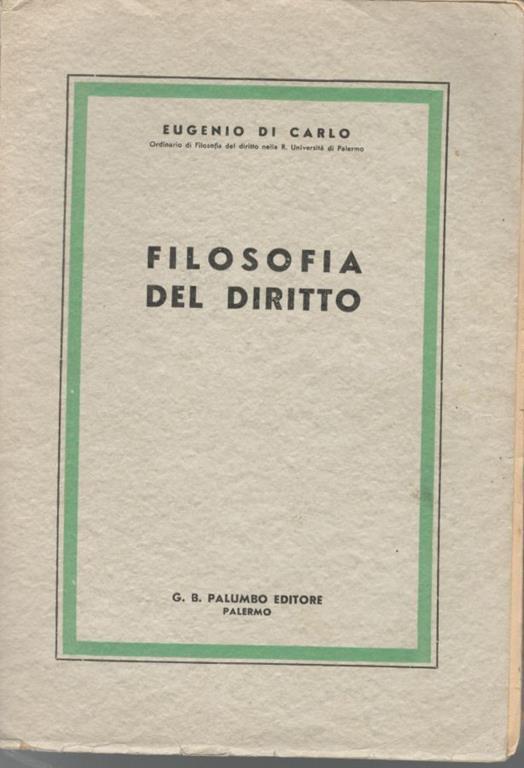 EUGENIO DI CARLO
Ordinario di Filosofia del diritto nella R. Università di Palermo
FILOSOFIA
DEL DIRITTO
G. B. PALUMBO EDITORE
PALERMO